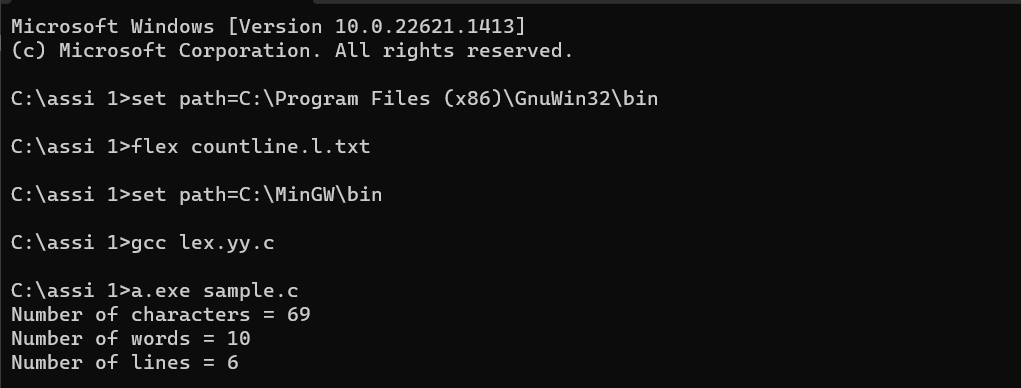 Microsoft Windows [Version 10.0.22621.1413]
(c) Microsoft Corporation. All rights reserved.
C:\assi 1>set path=C:\Program Files (x86)\GnuWin32\bin
C:\assi 1>flex countline.l.txt
C:\assi 1>set path=C:\MinGW\bin
C:\assi 1>gcc lex.yy.c
C:\assi 1>a.exe sample.c
Number of characters = 69
Number of words = 10
Number of lines = 6